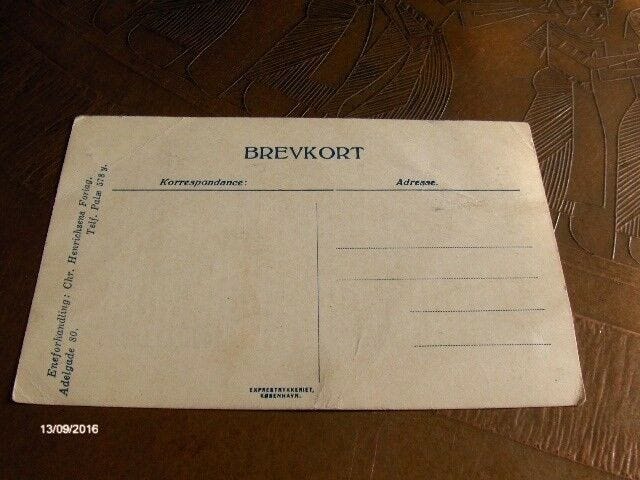 BREVKORT
Korrespondance:
Adresse.
Eneforhandling: Chr. Henrichsens Forlag,
Adelgade 80.
Telf. Palæ 578 y.
EXPRESTRYKKERIET,
KØBENHAVN.
13/09/2016